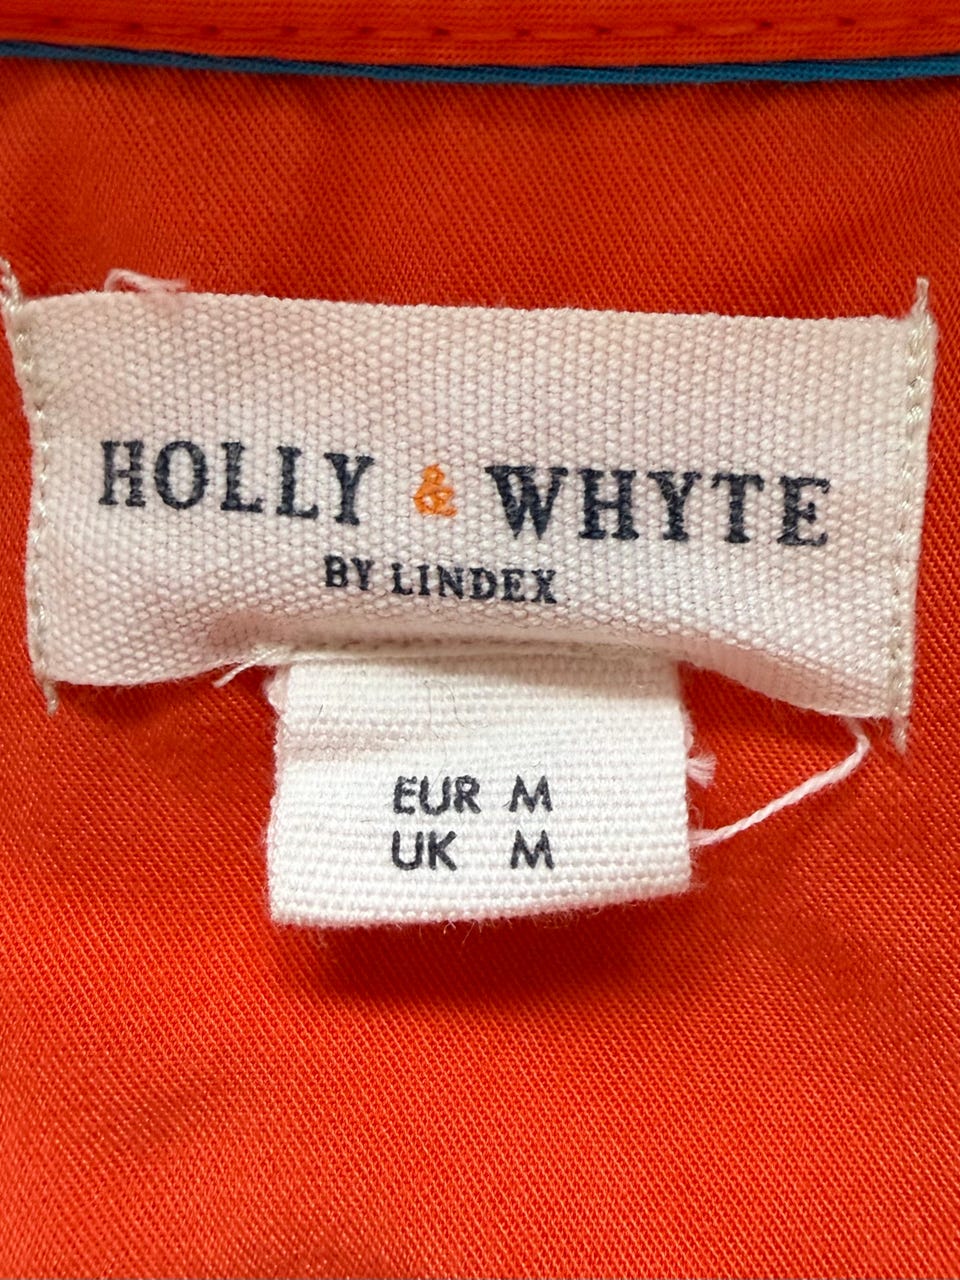 HOLLY & WHYTE
BY LINDEX
EUR M
UK M